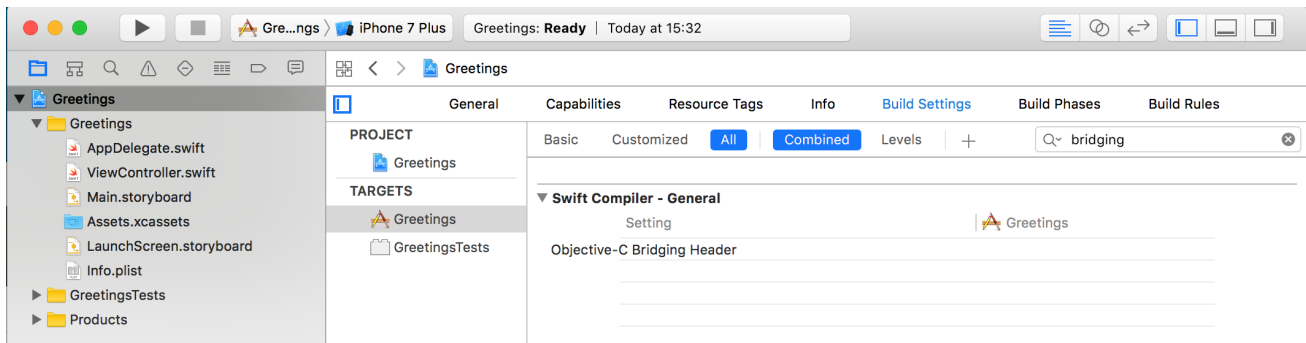 Gre...ngs iPhone 7 Plus Greetings: Ready | Today at 15:32
Greetings
Greetings
General Capabilities Resource Tags Info Build Settings Build Phases Build Rules
Greetings
PROJECT
Basic Customized All Combined Levels bridging
AppDelegate.swift
Greetings
ViewController.swift
TARGETS
Main.storyboard
Swift Compiler - General
Assets.xcassets
Greetings
Setting Greetings
LaunchScreen.storyboard
GreetingsTests
Objective-C Bridging Header
Info.plist
GreetingsTests
Products